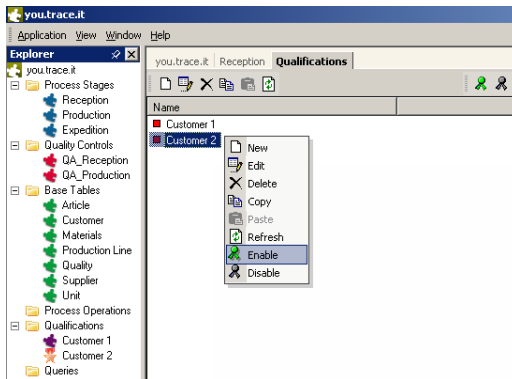 you.trace.it
Application View Window Help
Explorer
you.trace.it
Process Stages
Reception
Production
Expedition
Quality Controls
QA_Reception
QA_Production
Base Tables
Article
Customer
Materials
Production Line
Quality
Supplier
Unit
Process Operations
Qualifications
Customer 1
Customer 2
Queries
you.trace.it Reception Qualifications
Name
Customer 1
Customer 2
New
Edit
Delete
Copy
Paste
Refresh
Enable
Disable